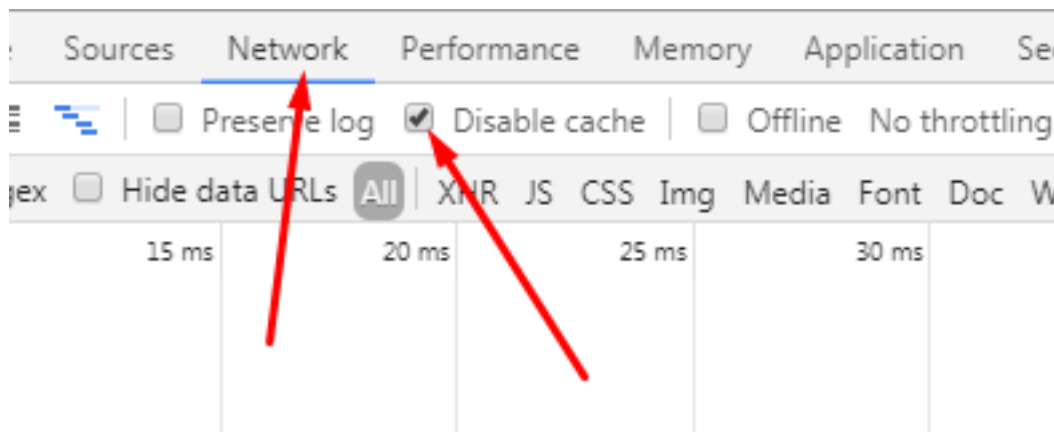 Sources Network Performance Memory Application
Preserve log Disable cache Offline No throttling
Hide data URLs All XHR JS CSS Img Media Font Doc
15 ms 20 ms 25 ms 30 ms